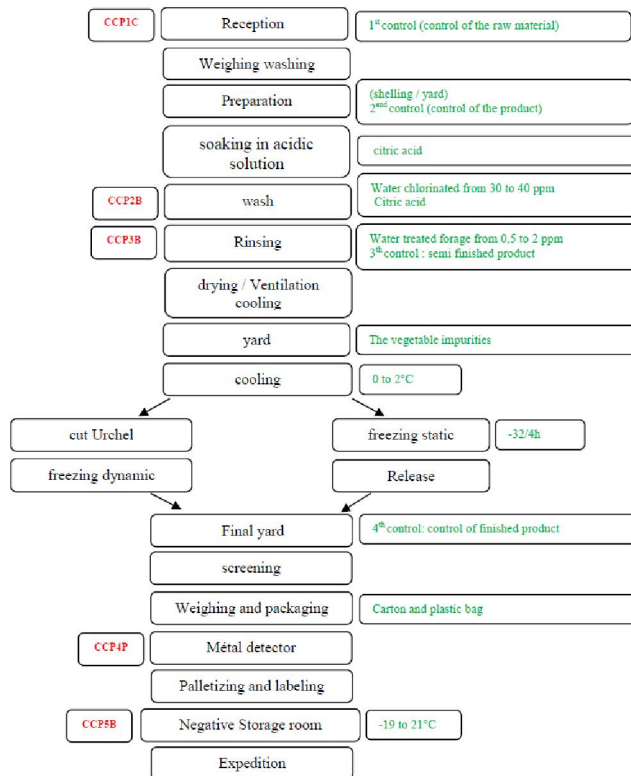 CCP1C
Reception
1st control (control of the raw material)
Weighing washing
Preparation
(shelling / yard)
2end control (control of the product)
soaking in acidic
solution
citric acid
CCP2B
wash
Water chlorinated from 30 to 40 ppm
Citric acid
CCP3B
Rinsing
Water treated forage from 0,5 to 2 ppm
3th control : semi finished product
drying / Ventilation
cooling
yard
The vegetable impurities
cooling
0 to 2°C
cut Urchel
freezing static
-32/4h
freezing dynamic
Release
Final yard
4th control: control of finished product
screening
Weighing and packaging
Carton and plastic bag
CCP4P
Métal detector
Palletizing and labeling
CCP5B
Negative Storage room
-19 to 21°C
Expedition